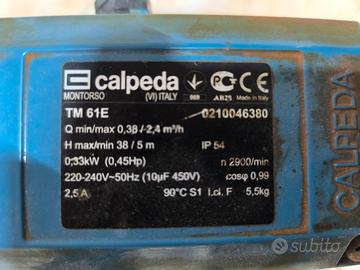 calpeda
MONTORSO (VI) ITALY
AB25 Made in Italy
TM 61E 0210046380
Q min/max 0,38 / 2,4 m³/h
H max/min 38 / 5 m IP 54
0,33kW (0,45Hp) n 2900/min
220-240V~50Hz (10µF 450V) cosφ 0,99
2,5 A 90°C S1 I.cl. F 5,5kg
CALPEDA
subito